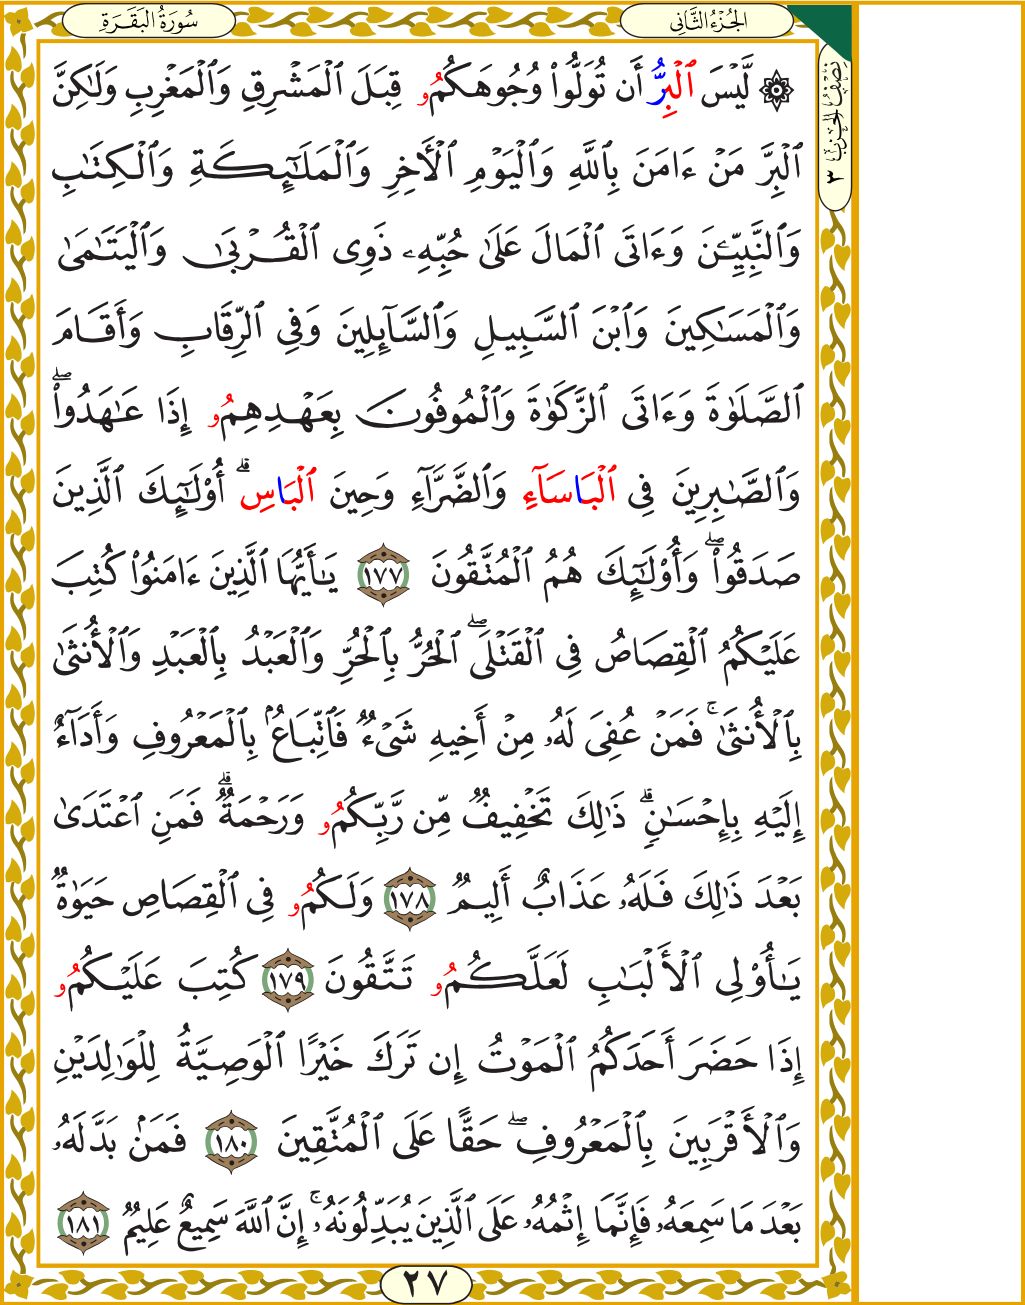 سُورَةُ البَقَرَةِ
الجُزْءُ الثَّانِى
نِصْفُ الحِزْبِ ٣
۞ لَّيْسَ ٱلْبِرُّ أَن تُوَلُّوا۟ وُجُوهَكُمُۥ قِبَلَ ٱلْمَشْرِقِ وَٱلْمَغْرِبِ وَلَٰكِنَّ
ٱلْبِرَّ مَنْ ءَامَنَ بِٱللَّهِ وَٱلْيَوْمِ ٱلْأَخِرِ وَٱلْمَلَٰٓئِكَةِ وَٱلْكِتَٰبِ
وَٱلنَّبِيِّـۧنَ وَءَاتَى ٱلْمَالَ عَلَىٰ حُبِّهِۦ ذَوِى ٱلْقُرْبَىٰ وَٱلْيَتَٰمَىٰ
وَٱلْمَسَٰكِينَ وَٱبْنَ ٱلسَّبِيلِ وَٱلسَّآئِلِينَ وَفِى ٱلرِّقَابِ وَأَقَامَ
ٱلصَّلَوٰةَ وَءَاتَى ٱلزَّكَوٰةَ وَٱلْمُوفُونَ بِعَهْدِهِمُۥ إِذَا عَٰهَدُوا۟ۖ
وَٱلصَّٰبِرِينَ فِى ٱلْبَاسَآءِ وَٱلضَّرَّآءِ وَحِينَ ٱلْبَاسِۗ أُو۟لَٰٓئِكَ ٱلَّذِينَ
صَدَقُوا۟ۖ وَأُو۟لَٰٓئِكَ هُمُ ٱلْمُتَّقُونَ ١٧٧ يَٰٓأَيُّهَا ٱلَّذِينَ ءَامَنُوا۟ كُتِبَ
عَلَيْكُمُ ٱلْقِصَاصُ فِى ٱلْقَتْلَىۖ ٱلْحُرُّ بِٱلْحُرِّ وَٱلْعَبْدُ بِٱلْعَبْدِ وَٱلْأُنثَىٰ
بِٱلْأُنثَىٰۚ فَمَنْ عُفِىَ لَهُۥ مِنْ أَخِيهِ شَىْءٌ فَٱتِّبَاعٌۢ بِٱلْمَعْرُوفِ وَأَدَآءٌ
إِلَيْهِ بِإِحْسَٰنٍۗ ذَٰلِكَ تَخْفِيفٌ مِّن رَّبِّكُمُۥ وَرَحْمَةٌۗ فَمَنِ ٱعْتَدَىٰ
بَعْدَ ذَٰلِكَ فَلَهُۥ عَذَابٌ أَلِيمٌ ١٧٨ وَلَكُمُۥ فِى ٱلْقِصَاصِ حَيَوٰةٌ
يَٰٓأُو۟لِى ٱلْأَلْبَٰبِ لَعَلَّكُمُۥ تَتَّقُونَ ١٧٩ كُتِبَ عَلَيْكُمُۥ
إِذَا حَضَرَ أَحَدَكُمُ ٱلْمَوْتُ إِن تَرَكَ خَيْرًا ٱلْوَصِيَّةُ لِلْوَٰلِدَيْنِ
وَٱلْأَقْرَبِينَ بِٱلْمَعْرُوفِۖ حَقًّا عَلَى ٱلْمُتَّقِينَ ١٨٠ فَمَنۢ بَدَّلَهُۥ
بَعْدَ مَا سَمِعَهُۥ فَإِنَّمَآ إِثْمُهُۥ عَلَى ٱلَّذِينَ يُبَدِّلُونَهُۥٓۚ إِنَّ ٱللَّهَ سَمِيعٌ عَلِيمٌ ١٨١
٢٧